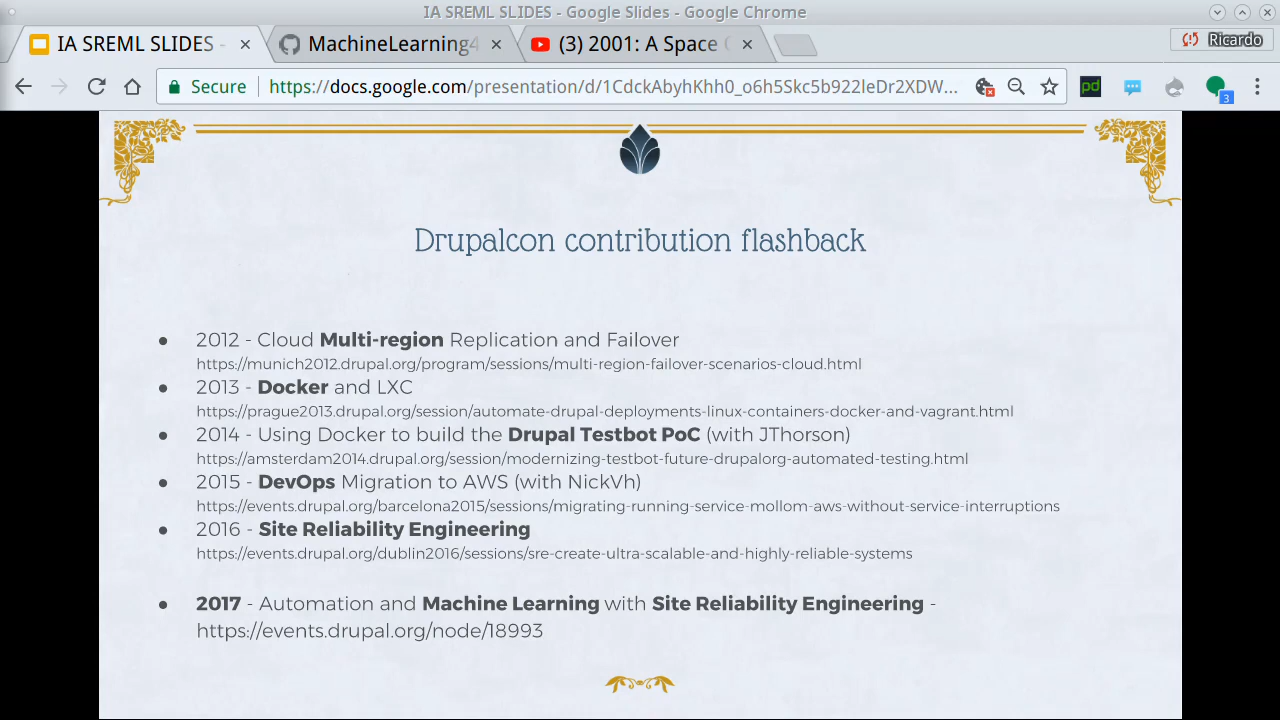 IA SREML SLIDES - Google Slides - Google Chrome
IA SREML SLIDES -
MachineLearning4
(3) 2001: A Space
Ricardo
Secure
https://docs.google.com/presentation/d/1CdckAbyhKhh0_o6h5Skc5b922leDr2XDW...
pd
3
Drupalcon contribution flashback
● 2012 - Cloud Multi-region Replication and Failover
https://munich2012.drupal.org/program/sessions/multi-region-failover-scenarios-cloud.html
● 2013 - Docker and LXC
https://prague2013.drupal.org/session/automate-drupal-deployments-linux-containers-docker-and-vagrant.html
● 2014 - Using Docker to build the Drupal Testbot PoC (with JThorson)
https://amsterdam2014.drupal.org/session/modernizing-testbot-future-drupalorg-automated-testing.html
● 2015 - DevOps Migration to AWS (with NickVh)
https://events.drupal.org/barcelona2015/sessions/migrating-running-service-mollom-aws-without-service-interruptions
● 2016 - Site Reliability Engineering
https://events.drupal.org/dublin2016/sessions/sre-create-ultra-scalable-and-highly-reliable-systems
● 2017 - Automation and Machine Learning with Site Reliability Engineering -
https://events.drupal.org/node/18993